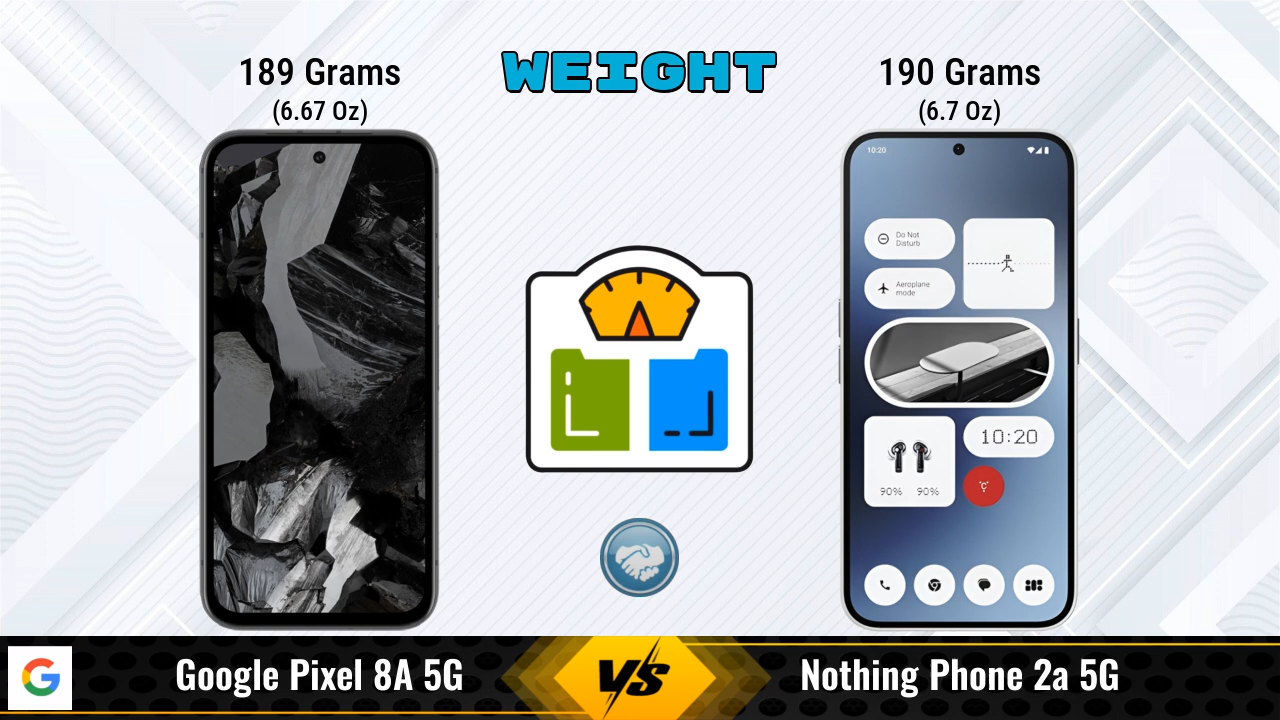 WEIGHT
189 Grams
(6.67 Oz)
190 Grams
(6.7 Oz)
10:20
Do Not
Disturb
Aeroplane
mode
10:20
90% 90%
°C
Google Pixel 8A 5G
VS
Nothing Phone 2a 5G